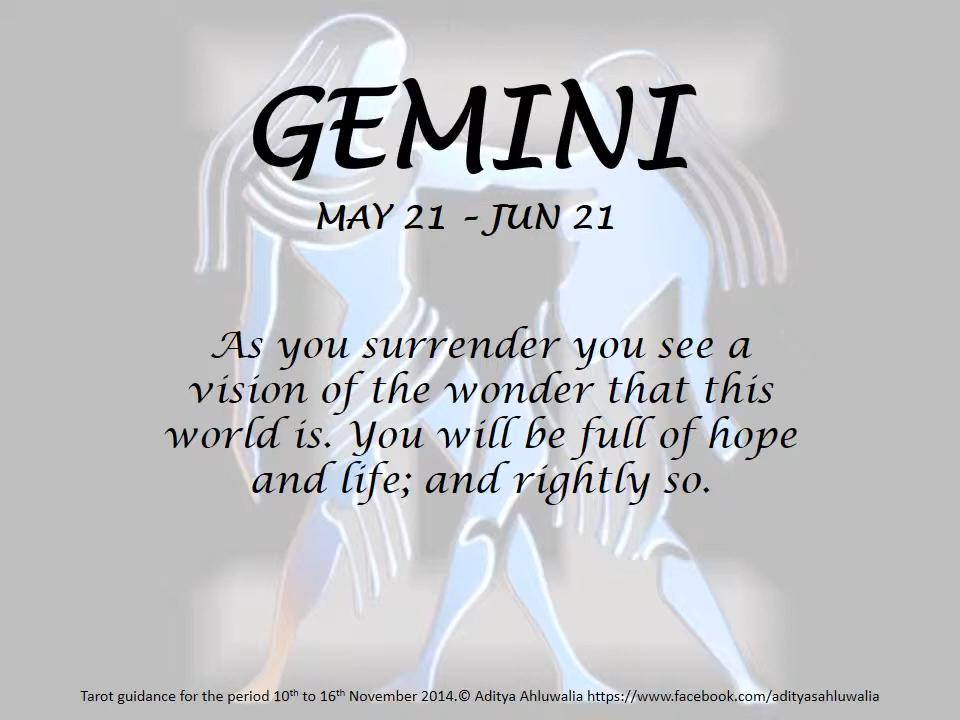 GEMINI
MAY 21 – JUN 21
As you surrender you see a
vision of the wonder that this
world is. You will be full of hope
and life; and rightly so.
Tarot guidance for the period 10th to 16th November 2014.© Aditya Ahluwalia https://www.facebook.com/adityasahluwalia